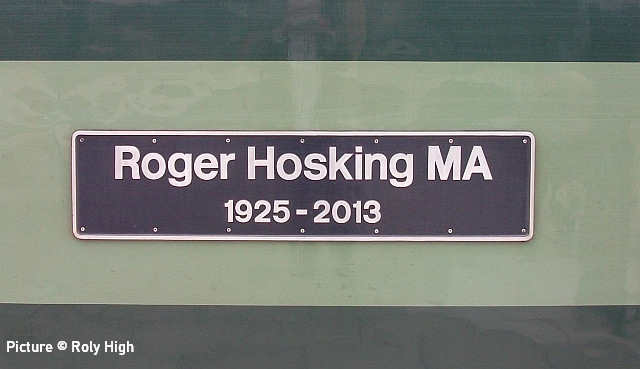 Roger Hosking MA
1925 - 2013
Picture © Roly High